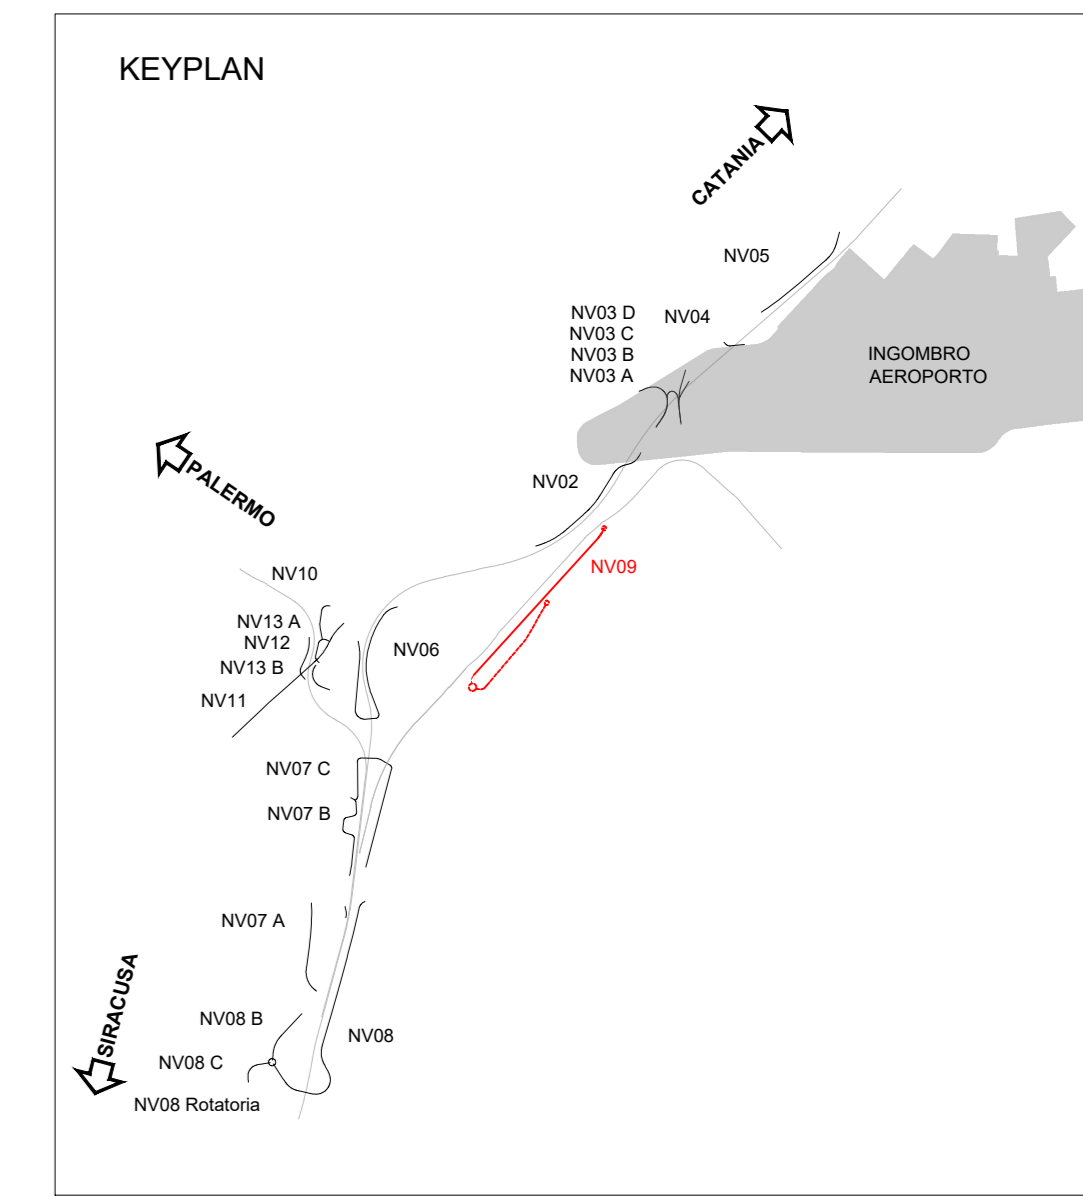 KEYPLAN
CATANIA
NV05
NV03 D
NV04
NV03 C
NV03 B
NV03 A
INGOMBRO
AEROPORTO
PALERMO
NV02
NV09
NV10
NV13 A
NV12
NV13 B
NV06
NV11
NV07 C
NV07 B
NV07 A
SIRACUSA
NV08 B
NV08
NV08 C
NV08 Rotatoria